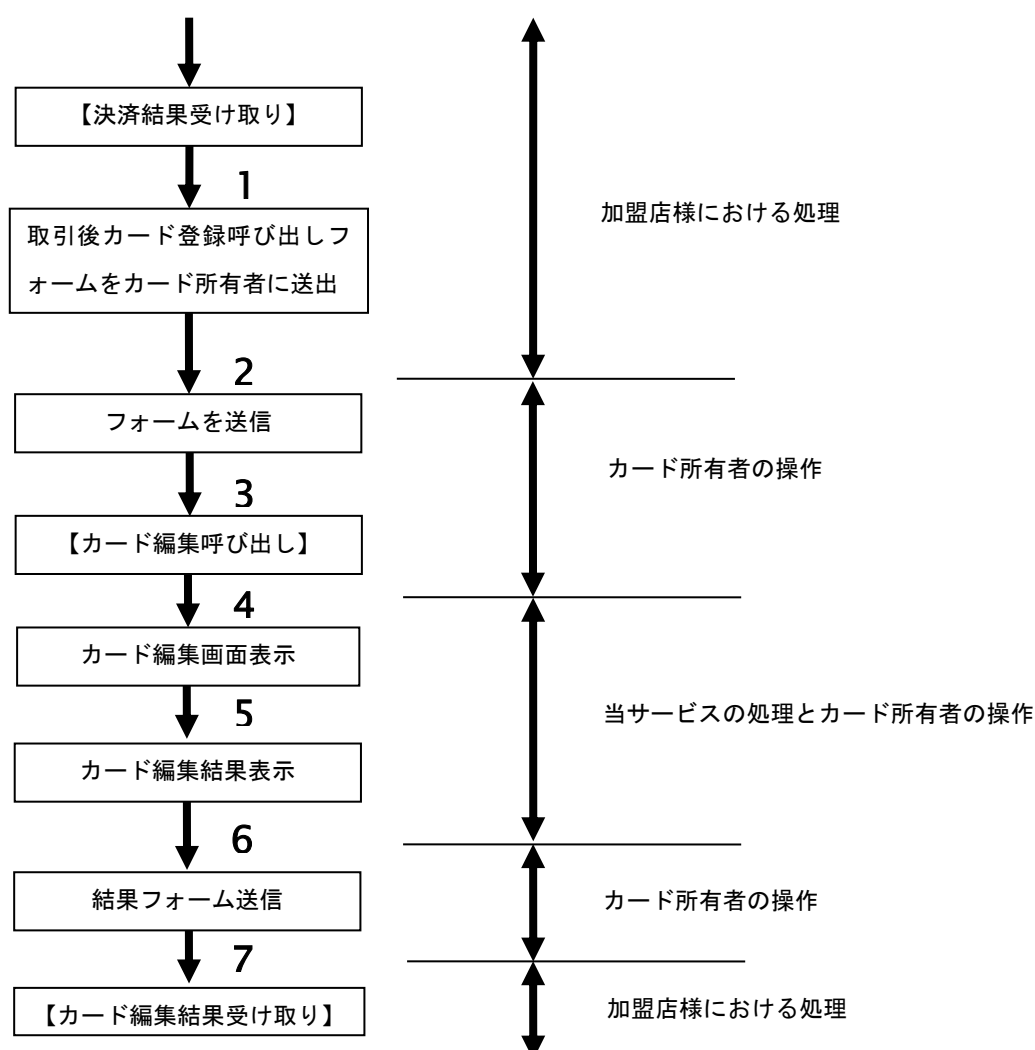 【決済結果受け取り】
1
取引後カード登録呼び出しフ
ォームをカード所有者に送出
加盟店様における処理
2
フォームを送信
カード所有者の操作
3
【カード編集呼び出し】
4
カード編集画面表示
5
当サービスの処理とカード所有者の操作
カード編集結果表示
6
結果フォーム送信
カード所有者の操作
7
【カード編集結果受け取り】
加盟店様における処理